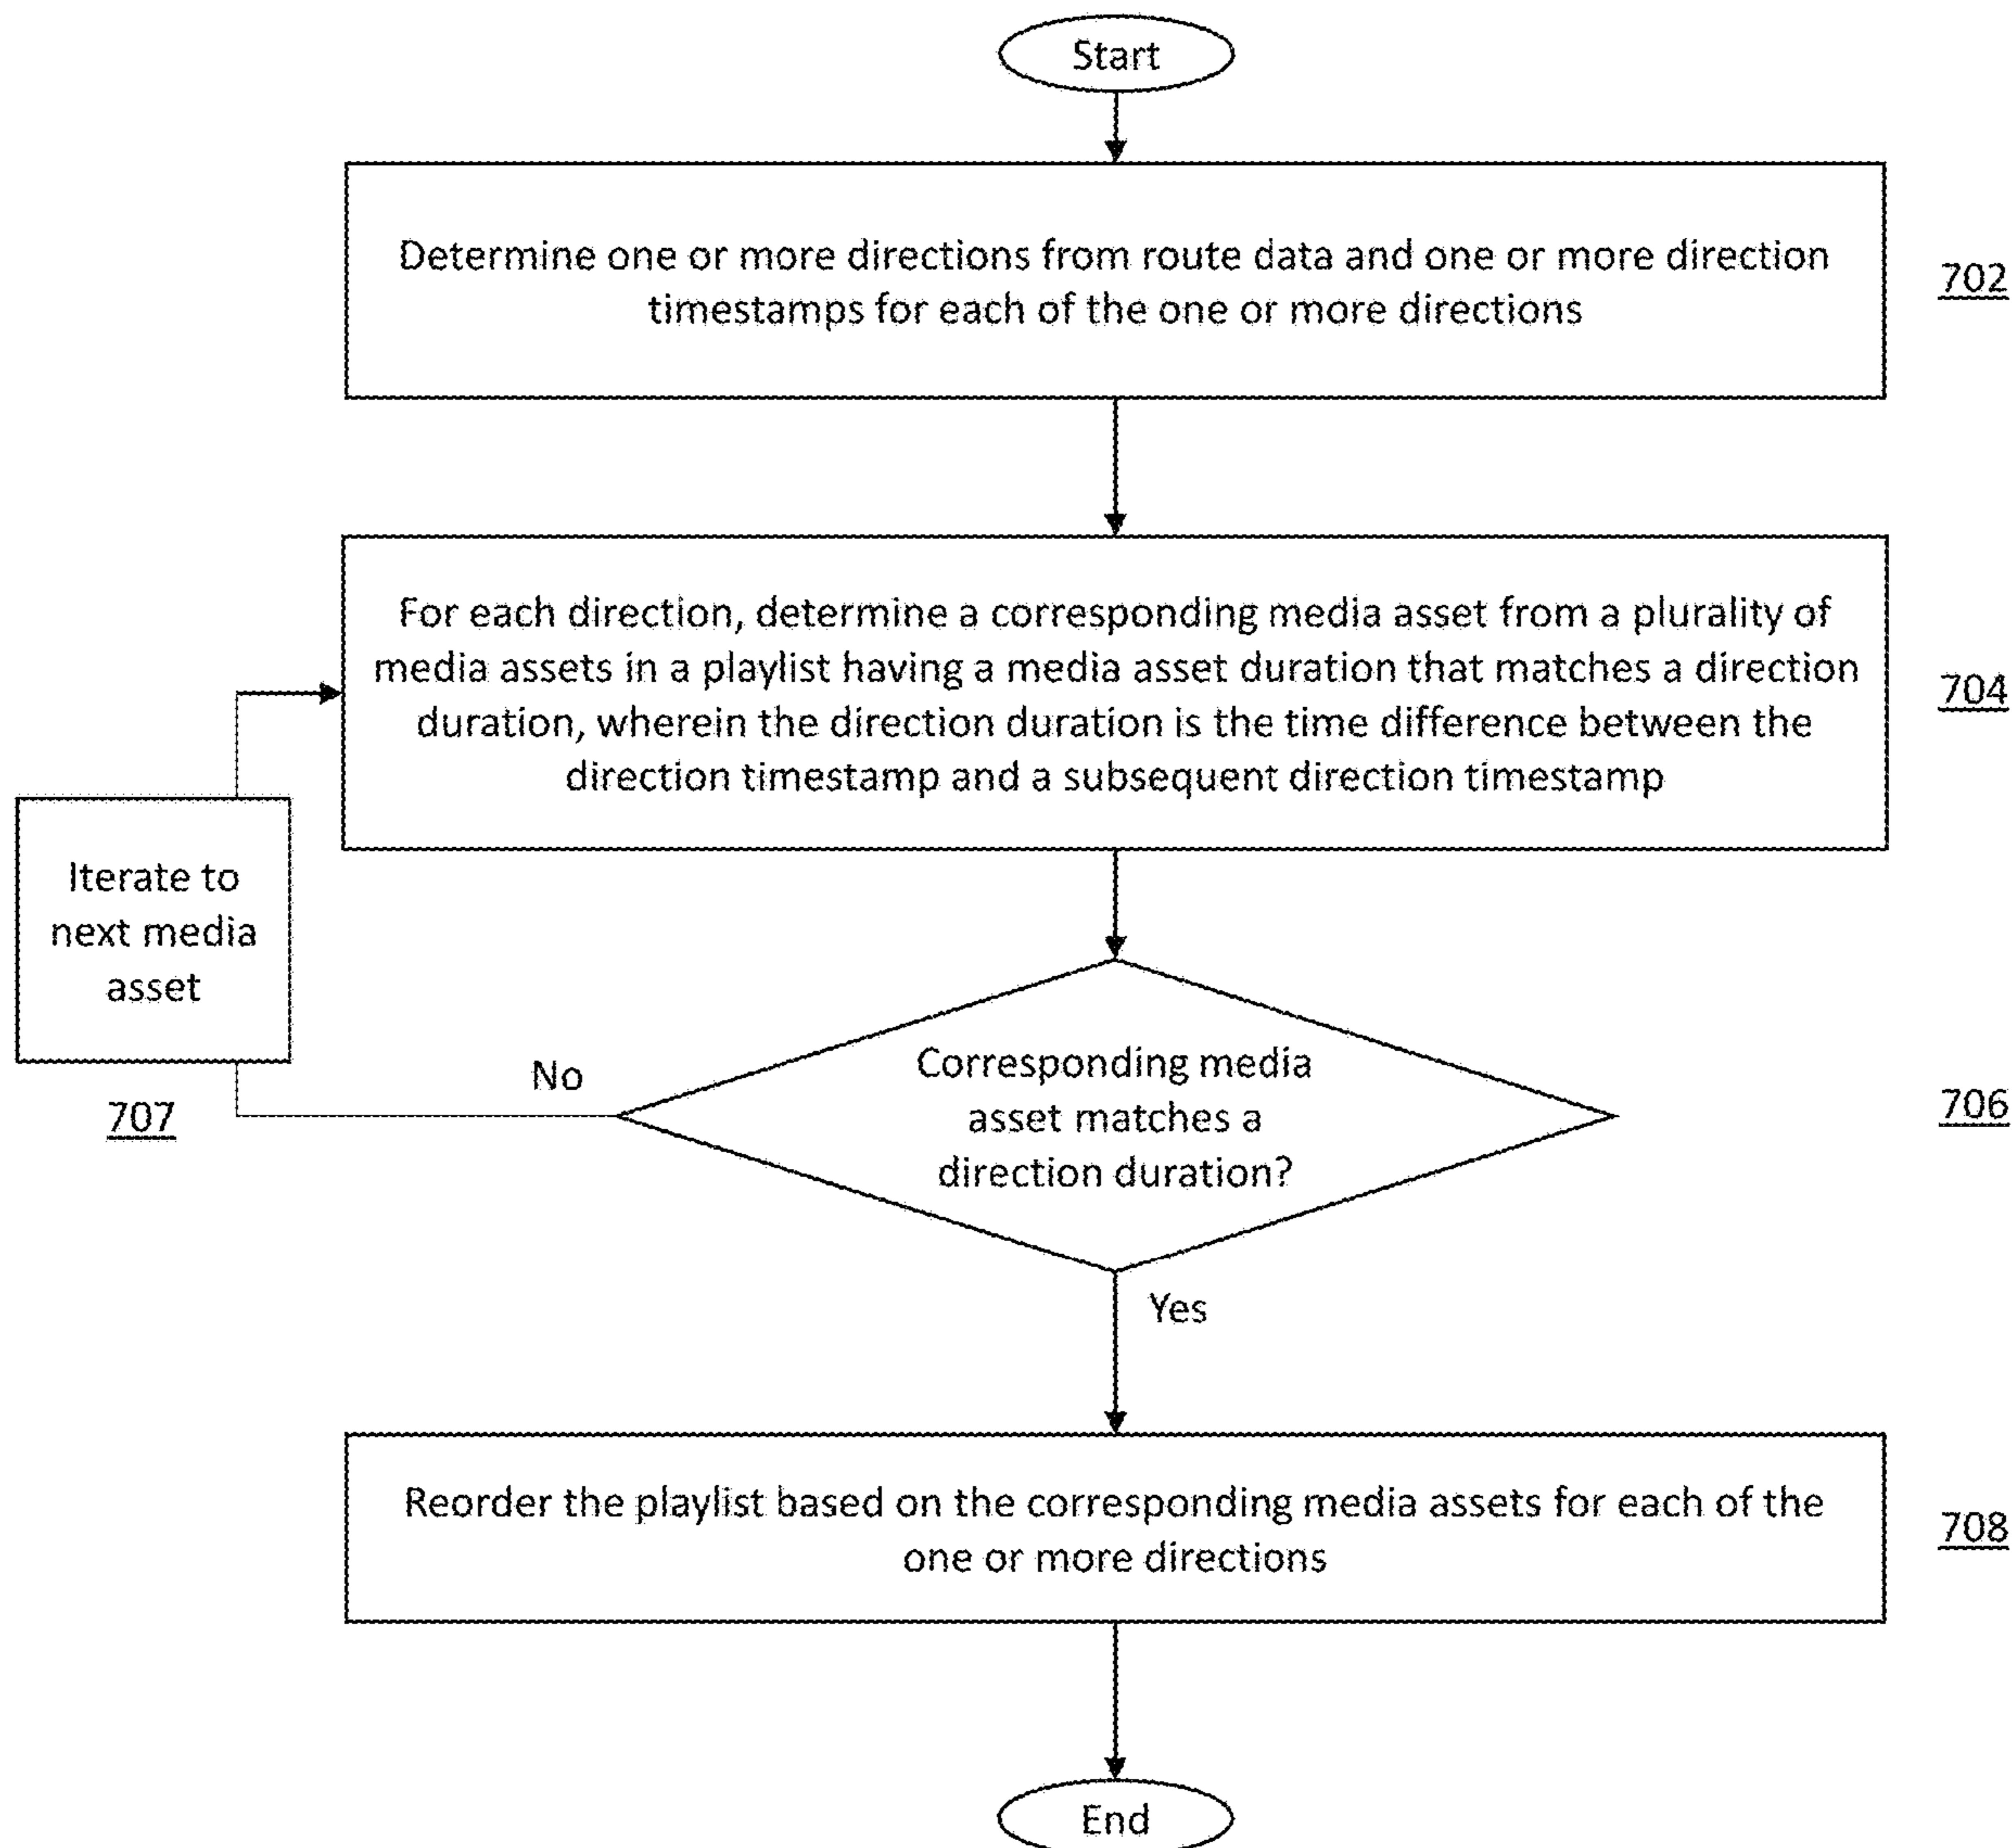 Start
Determine one or more directions from route data and one or more direction
timestamps for each of the one or more directions
702
For each direction, determine a corresponding media asset from a plurality of
media assets in a playlist having a media asset duration that matches a direction
duration, wherein the direction duration is the time difference between the
direction timestamp and a subsequent direction timestamp
704
Iterate to
next media
asset
707
No
Corresponding media
asset matches a
direction duration?
706
Yes
Reorder the playlist based on the corresponding media assets for each of the
one or more directions
708
End